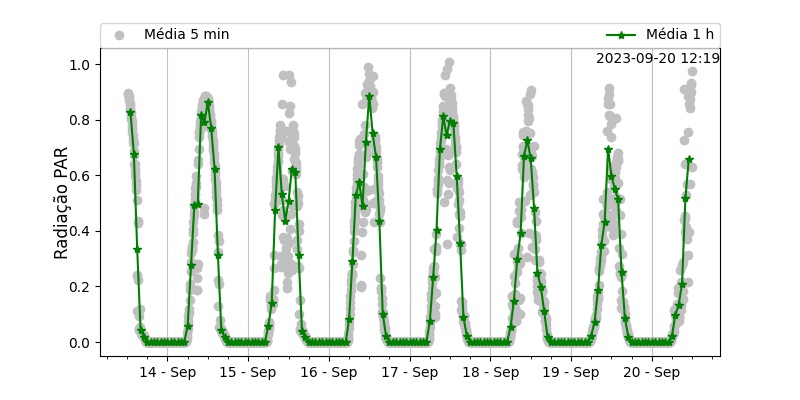 Média 5 min
Média 1 h
2023-09-20 12:19
1.0
0.8
0.6
0.4
0.2
0.0
Radiação PAR
14 - Sep
15 - Sep
16 - Sep
17 - Sep
18 - Sep
19 - Sep
20 - Sep